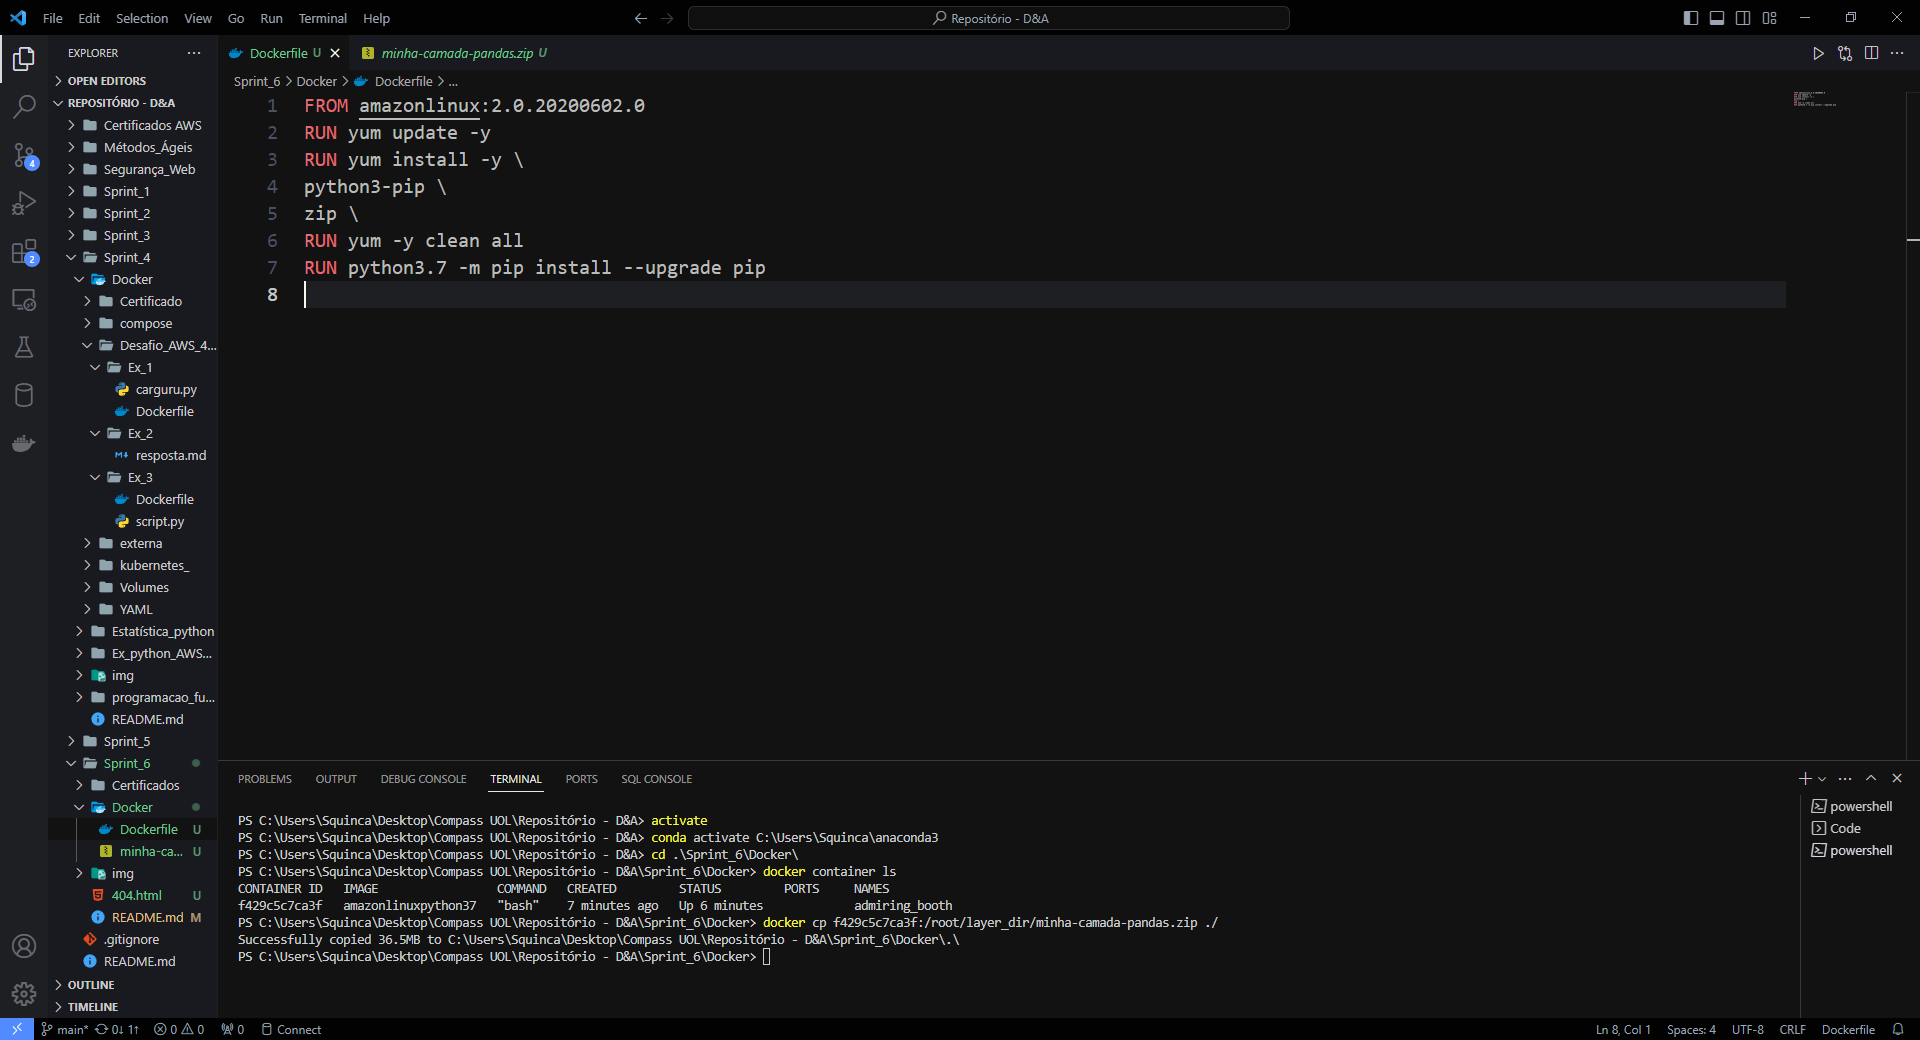 File Edit Selection View Go Run Terminal Help
Repositório - D&A
EXPLORER
OPEN EDITORS
REPOSITÓRIO - D&A
Certificados AWS
Métodos_Ágeis
Segurança_Web
Sprint_1
Sprint_2
Sprint_3
Sprint_4
Docker
Certificado
compose
Desafio_AWS_4...
Ex_1
carguru.py
Dockerfile
Ex_2
resposta.md
Ex_3
Dockerfile
script.py
externa
kubernetes_
Volumes
YAML
Estatística_python
Ex_python_AWS...
img
programacao_fu...
README.md
Sprint_5
Sprint_6
Certificados
Docker
Dockerfile U
minha-ca... U
img
404.html U
README.md M
.gitignore
README.md
OUTLINE
TIMELINE
4
2
Dockerfile U
minha-camada-pandas.zip U
Sprint_6 > Docker > Dockerfile > ...
1 FROM amazonlinux:2.0.20200602.0
2 RUN yum update -y
3 RUN yum install -y \
4 python3-pip \
5 zip \
6 RUN yum -y clean all
7 RUN python3.7 -m pip install --upgrade pip
8
PROBLEMS OUTPUT DEBUG CONSOLE TERMINAL PORTS SQL CONSOLE
PS C:\Users\Squinca\Desktop\Compass UOL\Repositório - D&A> activate
PS C:\Users\Squinca\Desktop\Compass UOL\Repositório - D&A> conda activate C:\Users\Squinca\anaconda3
PS C:\Users\Squinca\Desktop\Compass UOL\Repositório - D&A> cd .\Sprint_6\Docker\
PS C:\Users\Squinca\Desktop\Compass UOL\Repositório - D&A\Sprint_6\Docker> docker container ls
CONTAINER ID IMAGE COMMAND CREATED STATUS PORTS NAMES
f429c5c7ca3f amazonlinuxpython37 "bash" 7 minutes ago Up 6 minutes admiring_booth
PS C:\Users\Squinca\Desktop\Compass UOL\Repositório - D&A\Sprint_6\Docker> docker cp f429c5c7ca3f:/root/layer_dir/minha-camada-pandas.zip ./
Successfully copied 36.5MB to C:\Users\Squinca\Desktop\Compass UOL\Repositório - D&A\Sprint_6\Docker\.\
PS C:\Users\Squinca\Desktop\Compass UOL\Repositório - D&A\Sprint_6\Docker>
powershell
Code
powershell
main* 0↓ 1↑ 0 0 0 Connect
Ln 8, Col 1 Spaces: 4 UTF-8 CRLF Dockerfile